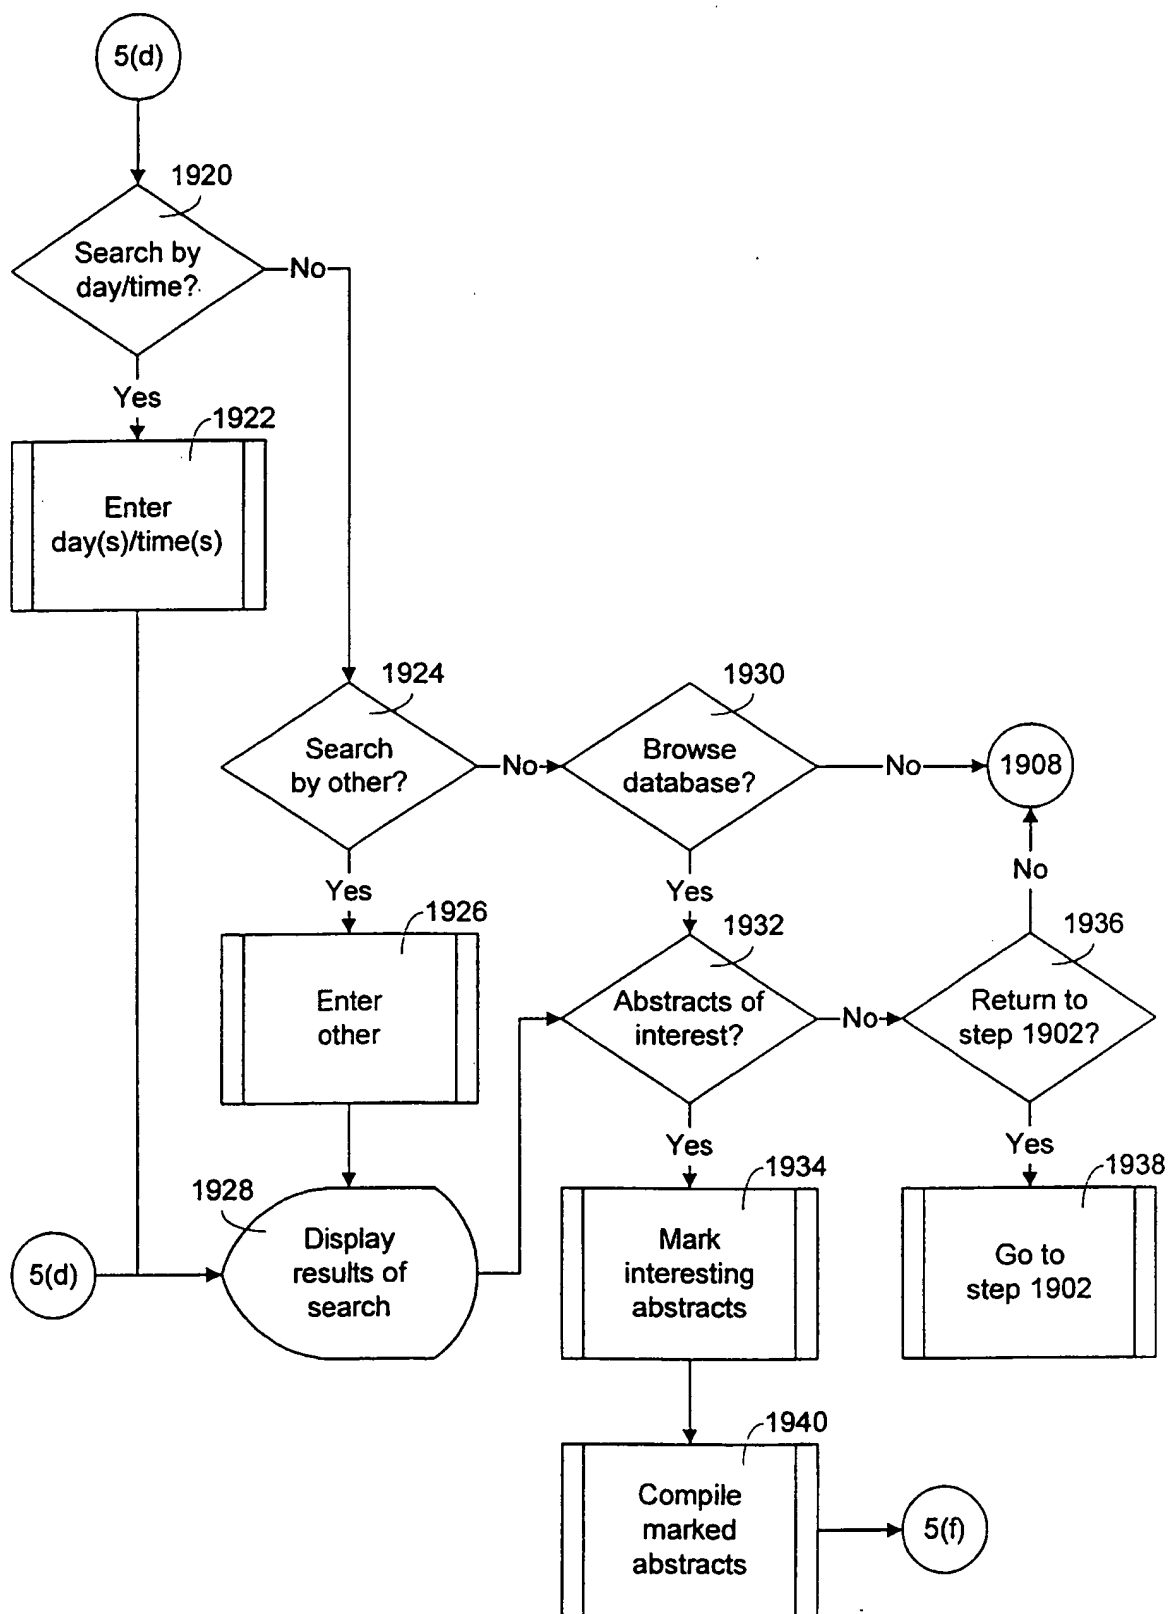 5(d)
1920
Search by
day/time?
No
Yes
1922
Enter
day(s)/time(s)
1924
Search
by other?
No
1930
Browse
database?
No
1908
Yes
Yes
No
1926
Enter
other
1932
Abstracts of
interest?
No
1936
Return to
step 1902?
Yes
Yes
1928
Display
results of
search
5(d)
1934
Mark
interesting
abstracts
1938
Go to
step 1902
1940
Compile
marked
abstracts
5(f)